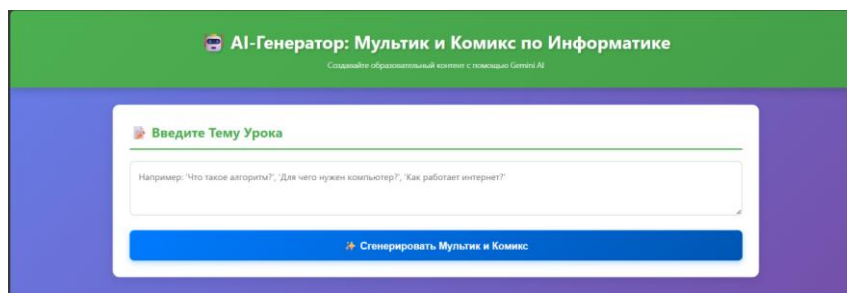 AI-Генератор: Мультик и Комикс по Информатике
Создавайте образовательный контент с помощью Gemini AI
Введите Тему Урока
Например: 'Что такое алгоритм?', 'Для чего нужен компьютер?', 'Как работает интернет?'
Сгенерировать Мультик и Комикс